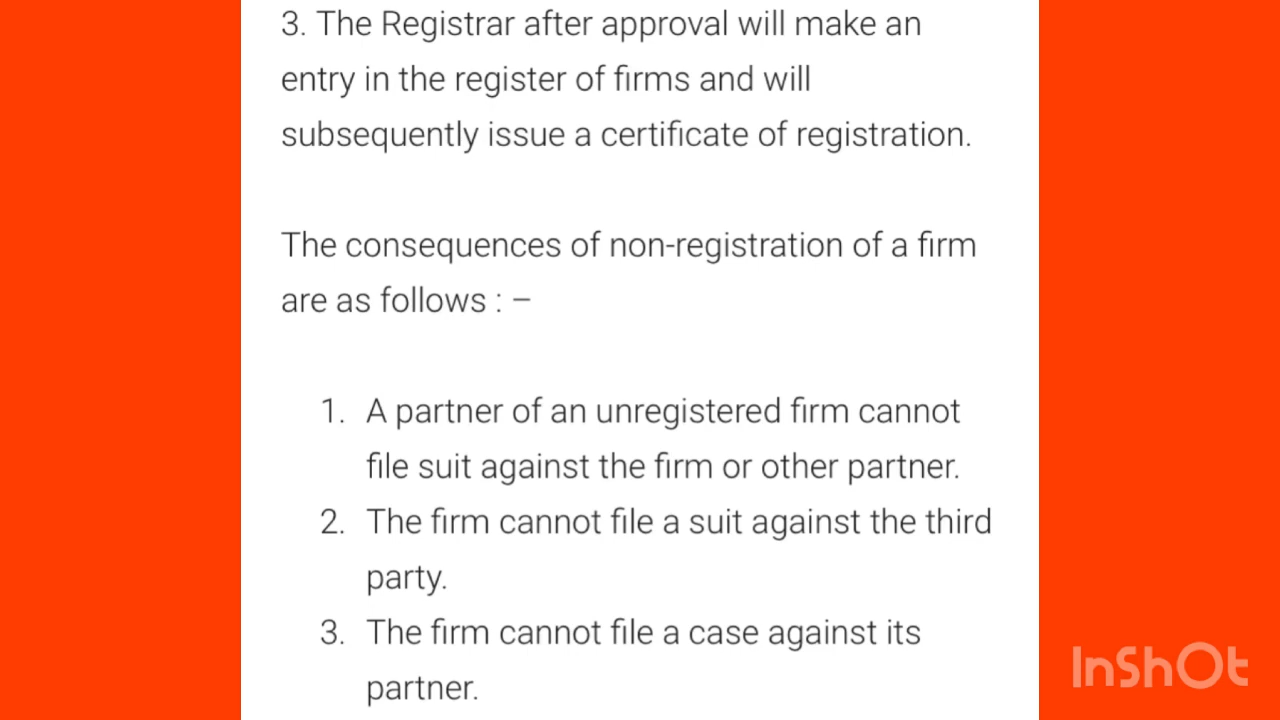 3. The Registrar after approval will make an
entry in the register of firms and will
subsequently issue a certificate of registration.
The consequences of non-registration of a firm
are as follows : –
1. A partner of an unregistered firm cannot
file suit against the firm or other partner.
2. The firm cannot file a suit against the third
party.
3. The firm cannot file a case against its
partner.
InShOt